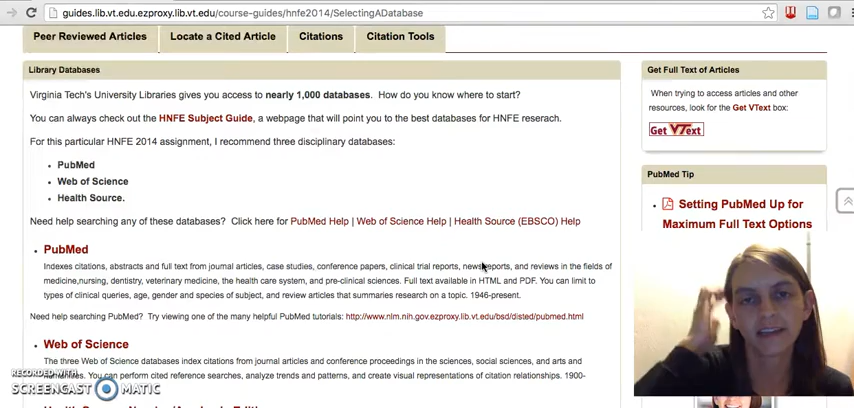 guides.lib.vt.edu.ezproxy.lib.vt.edu/course-guides/hnfe2014/SelectingADatabase
Peer Reviewed Articles
Locate a Cited Article
Citations
Citation Tools
Library Databases
Virginia Tech's University Libraries gives you access to nearly 1,000 databases. How do you know where to start?
You can always check out the HNFE Subject Guide, a webpage that will point you to the best databases for HNFE reserach.
For this particular HNFE 2014 assignment, I recommend three disciplinary databases:
• PubMed
• Web of Science
• Health Source.
Need help searching any of these databases? Click here for PubMed Help | Web of Science Help | Health Source (EBSCO) Help
• PubMed
Indexes citations, abstracts and full text from journal articles, case studies, conference papers, clinical trial reports, news reports, and reviews in the fields of
medicine,nursing, dentistry, veterinary medicine, the health care system, and pre-clinical sciences. Full text available in HTML and PDF. You can limit to
types of clinical queries, age, gender and species of subject, and review articles that summaries research on a topic. 1946-present.
Need help searching PubMed? Try viewing one of the many helpful PubMed tutorials: http://www.nlm.nih.gov.ezproxy.lib.vt.edu/bsd/disted/pubmed.html
• Web of Science
The three Web of Science databases index citations from journal articles and conference proceedings in the sciences, social sciences, and arts and
You can perform cited reference searches, analyze trends and patterns, and create visual representations of citation relationships. 1900-
Get Full Text of Articles
When trying to access articles and other
resources, look for the Get VText box:
Get VText
PubMed Tip
• Setting PubMed Up for
Maximum Full Text Options
RECORDED WITH
SCREENCAST MATIC